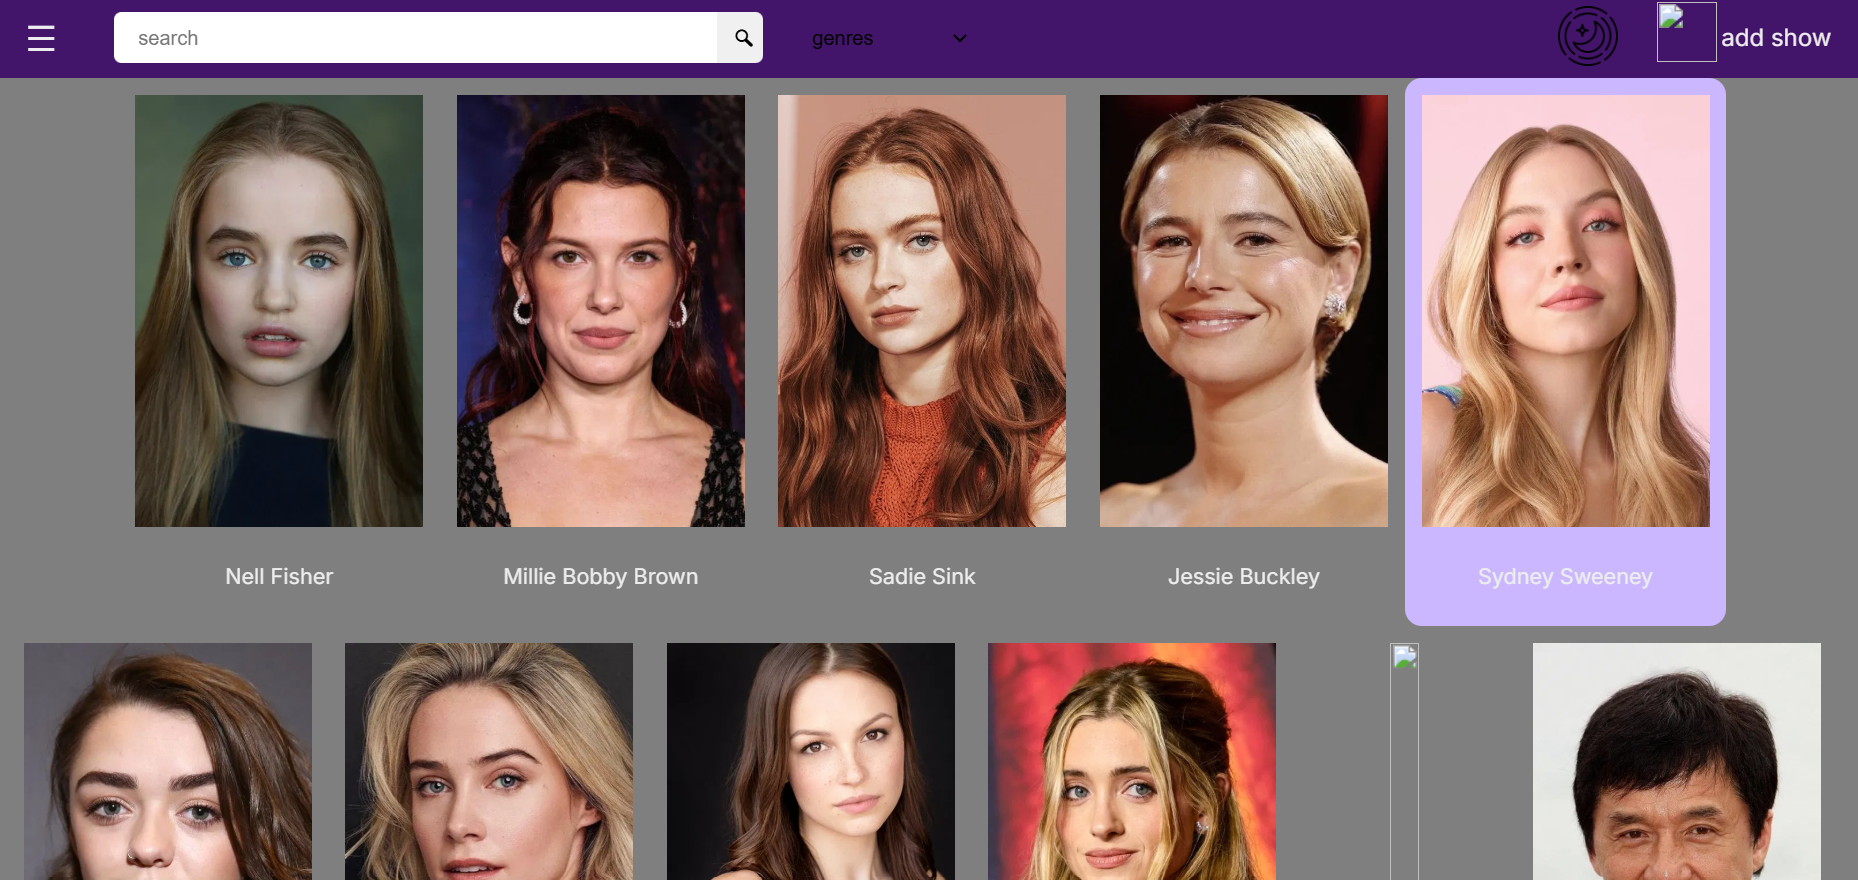 search
genres
add show
Nell Fisher
Millie Bobby Brown
Sadie Sink
Jessie Buckley
Sydney Sweeney